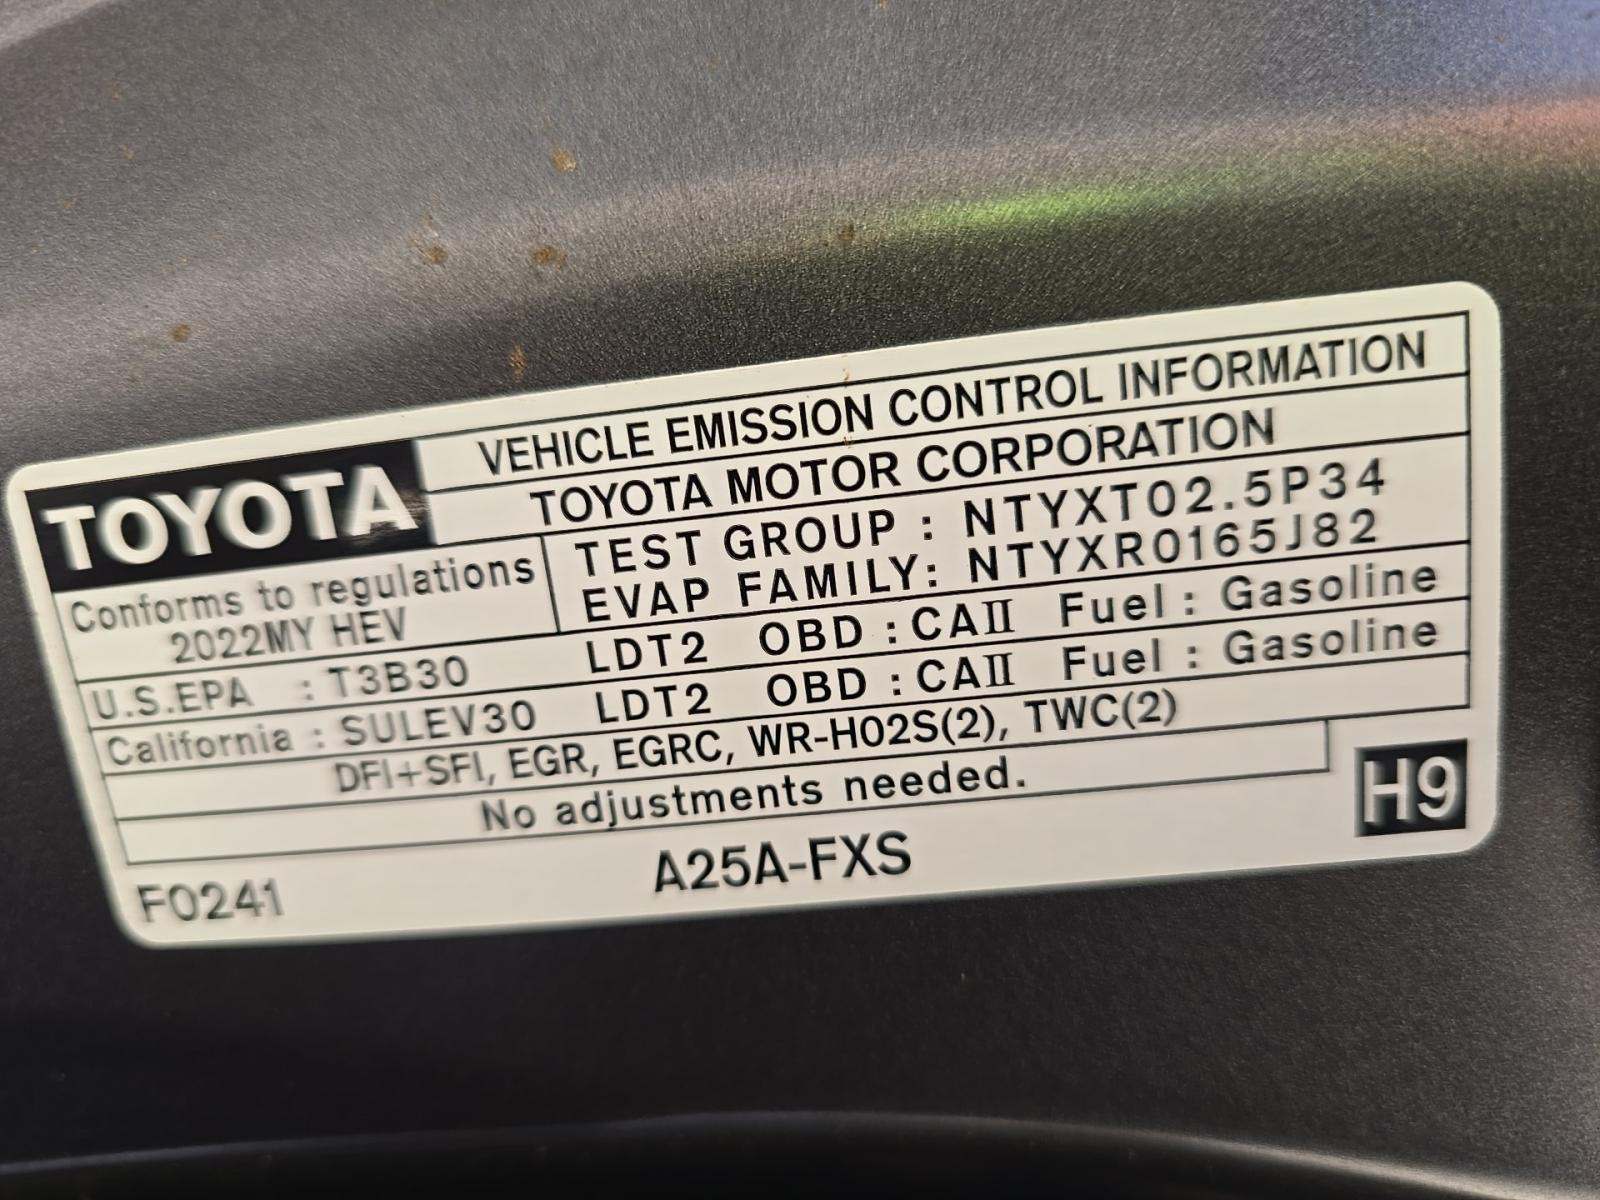 TOYOTA
VEHICLE EMISSION CONTROL INFORMATION
TOYOTA MOTOR CORPORATION
Conforms to regulations
2022MY HEV
TEST GROUP : NTYXT02.5P34
EVAP FAMILY: NTYXR0165J82
U.S.EPA : T3B30 LDT2 OBD : CAII Fuel : Gasoline
California : SULEV30 LDT2 OBD : CAII Fuel : Gasoline
DFI+SFI, EGR, EGRC, WR-HO2S(2), TWC(2)
No adjustments needed.
F0241 A25A-FXS H9